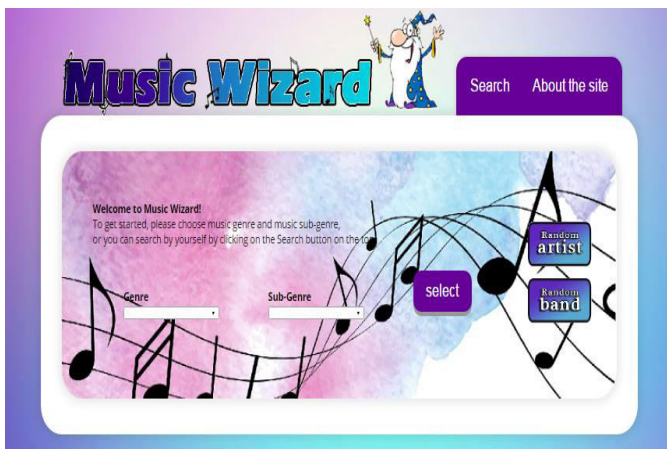 Music Wizard
Search About the site
Welcome to Music Wizard!
To get started, please choose music genre and music sub-genre,
or you can search by yourself by clicking on the Search button on the top
Genre Sub-Genre
select
Random
artist
Random
band